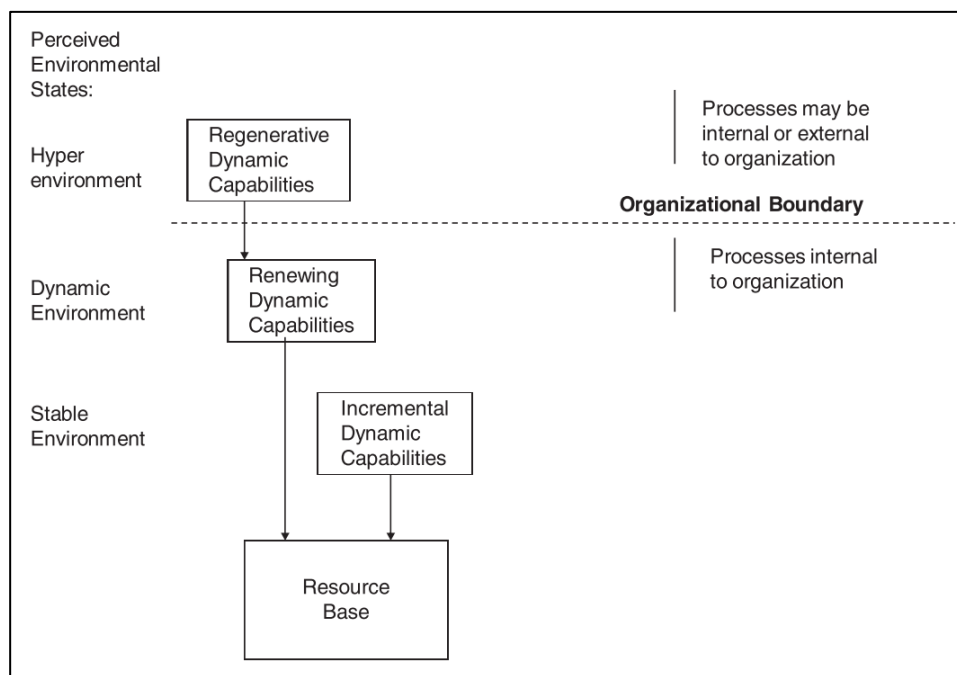 Perceived
Environmental
States:
Hyper
environment
Regenerative
Dynamic
Capabilities
Processes may be
internal or external
to organization
Organizational Boundary
Dynamic
Environment
Renewing
Dynamic
Capabilities
Processes internal
to organization
Stable
Environment
Incremental
Dynamic
Capabilities
Resource
Base